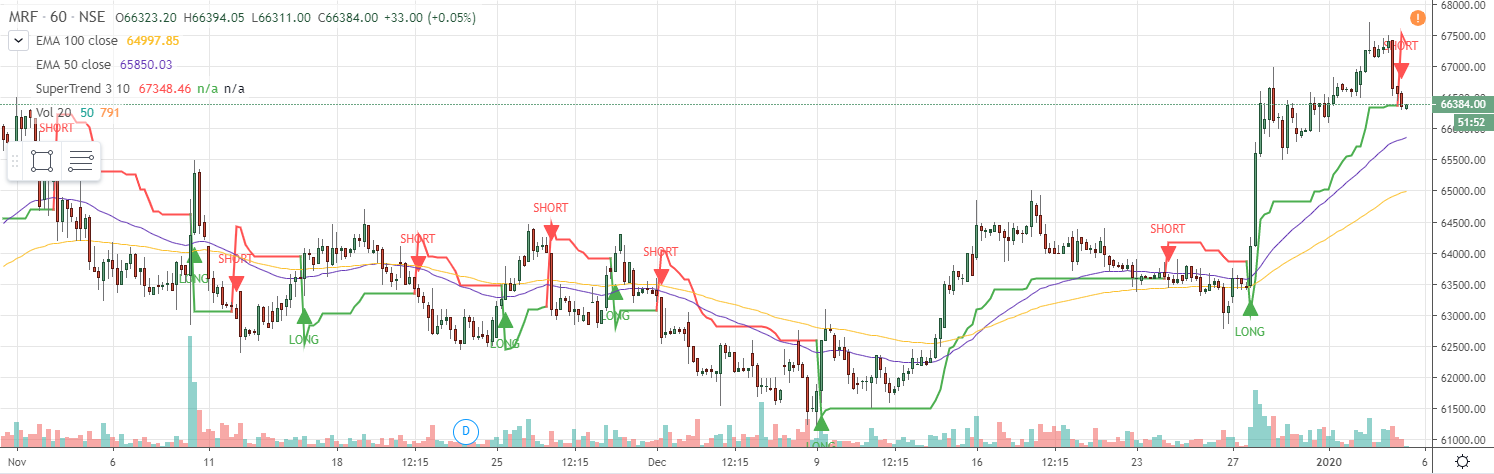 MRF · 60 · NSE O66323.20 H66394.05 L66311.00 C66384.00 +33.00 (+0.05%)
EMA 100 close 64997.85
EMA 50 close 65850.03
SuperTrend 3 10 67348.46 n/a n/a
Vol 20 50 791
68000.00
67500.00
67000.00
66384.00
51:52
66000.00
65500.00
65000.00
64500.00
64000.00
63500.00
63000.00
62500.00
62000.00
61500.00
61000.00
SHORT
LONG
SHORT
LONG
SHORT
LONG
SHORT
LONG
SHORT
LONG
SHORT
LONG
SHORT
D
Nov 6 11 18 12:15 25 12:15 Dec 12:15 9 12:15 16 12:15 23 27 2020 6